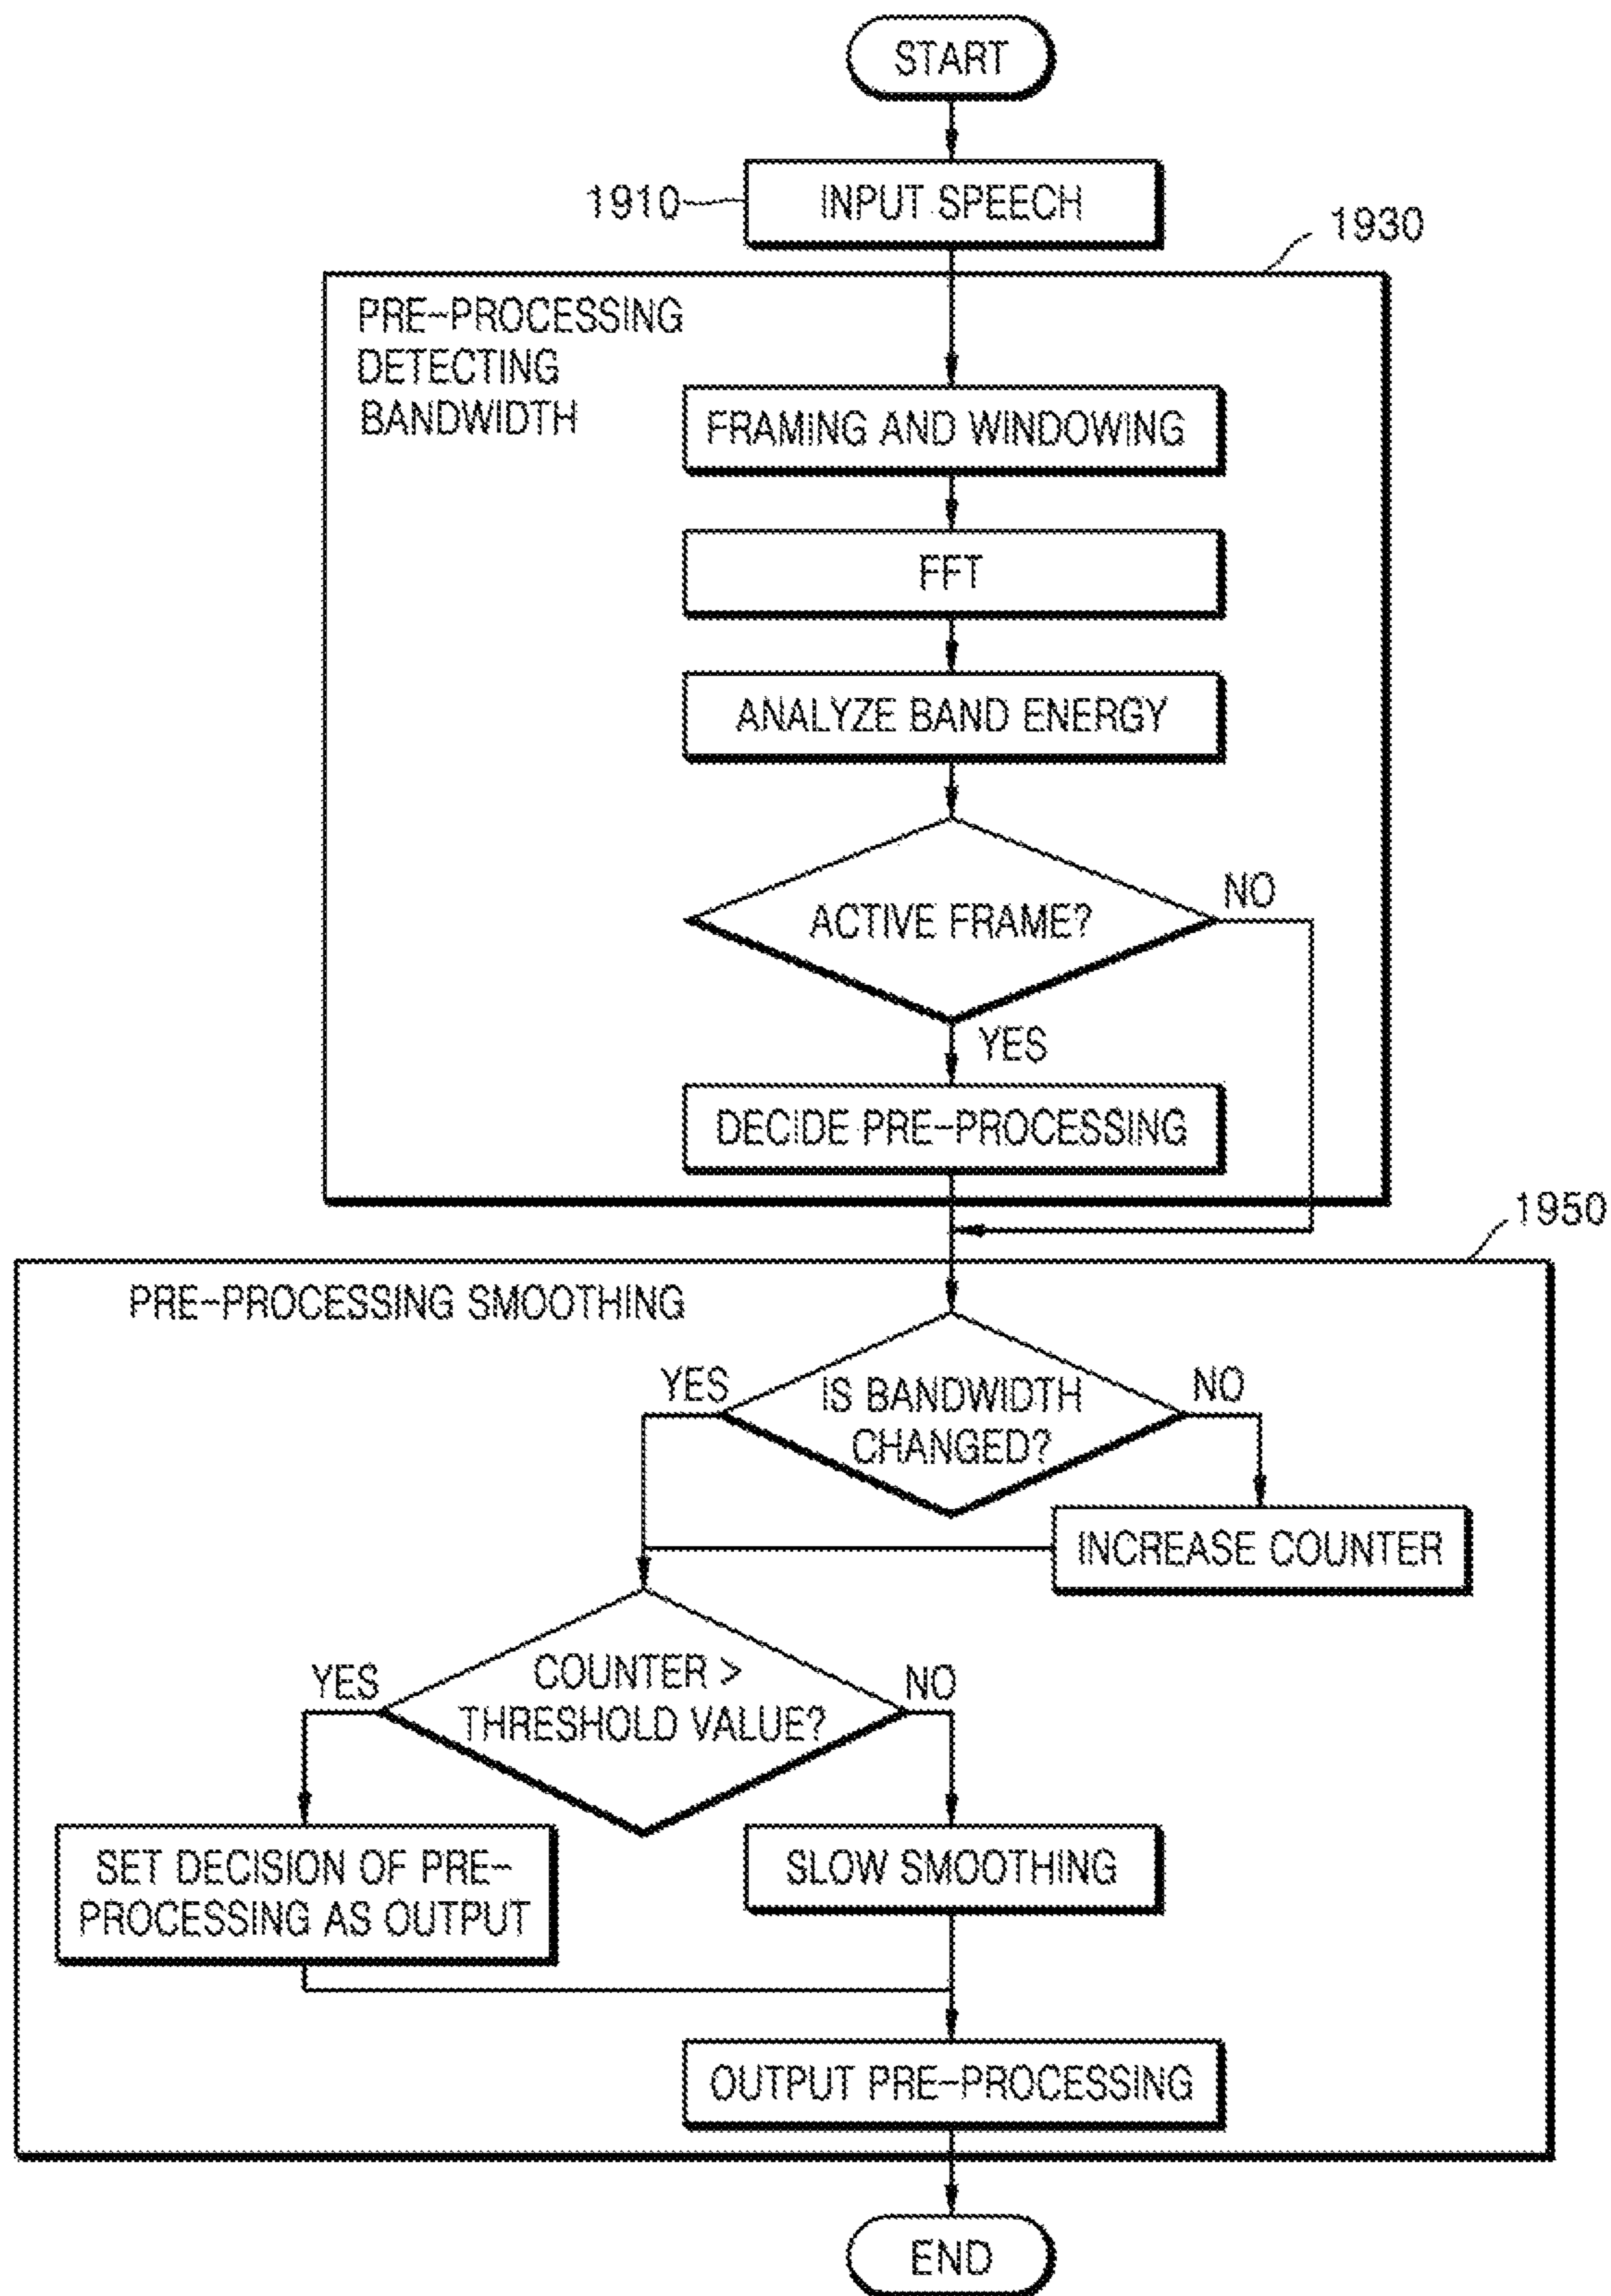 START
1910
INPUT SPEECH
1930
PRE-PROCESSING
DETECTING
BANDWIDTH
FRAMING AND WINDOWING
FFT
ANALYZE BAND ENERGY
ACTIVE FRAME?
NO
YES
DECIDE PRE-PROCESSING
1950
PRE-PROCESSING SMOOTHING
YES
IS BANDWIDTH
CHANGED?
NO
INCREASE COUNTER
YES
COUNTER >
THRESHOLD VALUE?
NO
SET DECISION OF PRE-
PROCESSING AS OUTPUT
SLOW SMOOTHING
OUTPUT PRE-PROCESSING
END